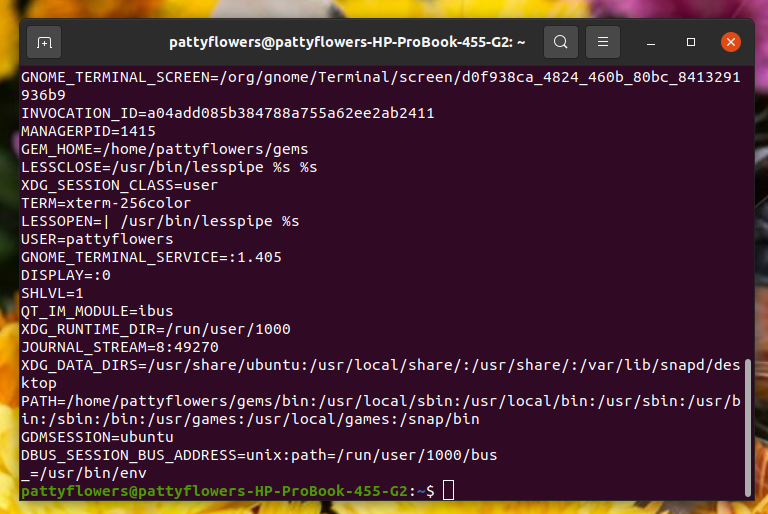 pattyflowers@pattyflowers-HP-ProBook-455-G2: ~
GNOME_TERMINAL_SCREEN=/org/gnome/Terminal/screen/d0f938ca_4824_460b_80bc_8413291
936b9
INVOCATION_ID=a04add085b384788a755a62ee2ab2411
MANAGERPID=1415
GEM_HOME=/home/pattyflowers/gems
LESSCLOSE=/usr/bin/lesspipe %s %s
XDG_SESSION_CLASS=user
TERM=xterm-256color
LESSOPEN=| /usr/bin/lesspipe %s
USER=pattyflowers
GNOME_TERMINAL_SERVICE=:1.405
DISPLAY=:0
SHLVL=1
QT_IM_MODULE=ibus
XDG_RUNTIME_DIR=/run/user/1000
JOURNAL_STREAM=8:49270
XDG_DATA_DIRS=/usr/share/ubuntu:/usr/local/share/:/usr/share/:/var/lib/snapd/des
ktop
PATH=/home/pattyflowers/gems/bin:/usr/local/sbin:/usr/local/bin:/usr/sbin:/usr/b
in:/sbin:/bin:/usr/games:/usr/local/games:/snap/bin
GDMSESSION=ubuntu
DBUS_SESSION_BUS_ADDRESS=unix:path=/run/user/1000/bus
_=/usr/bin/env
pattyflowers@pattyflowers-HP-ProBook-455-G2:~$